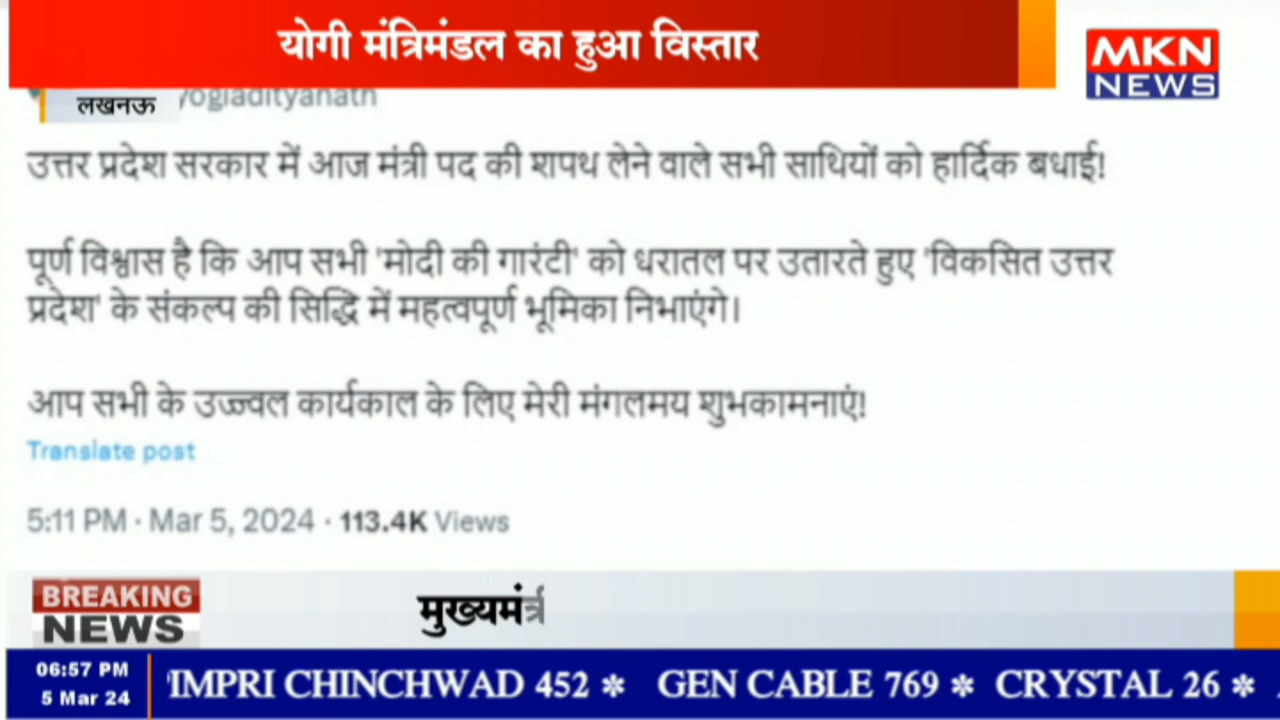 योगी मंत्रिमंडल का हुआ विस्तार
MKN
NEWS
लखनऊ
yogiadityanath
उत्तर प्रदेश सरकार में आज मंत्री पद की शपथ लेने वाले सभी साथियों को हार्दिक बधाई!
पूर्ण विश्वास है कि आप सभी 'मोदी की गारंटी' को धरातल पर उतारते हुए 'विकसित उत्तर
प्रदेश' के संकल्प की सिद्धि में महत्वपूर्ण भूमिका निभाएंगे।
आप सभी के उज्ज्वल कार्यकाल के लिए मेरी मंगलमय शुभकामनाएं!
Translate post
5:11 PM · Mar 5, 2024 · 113.4K Views
BREAKING
NEWS
मुख्यमंत्र
06:57 PM
5 Mar 24
IMPRI CHINCHWAD 452 ✻ GEN CABLE 769 ✻ CRYSTAL 26 ✻